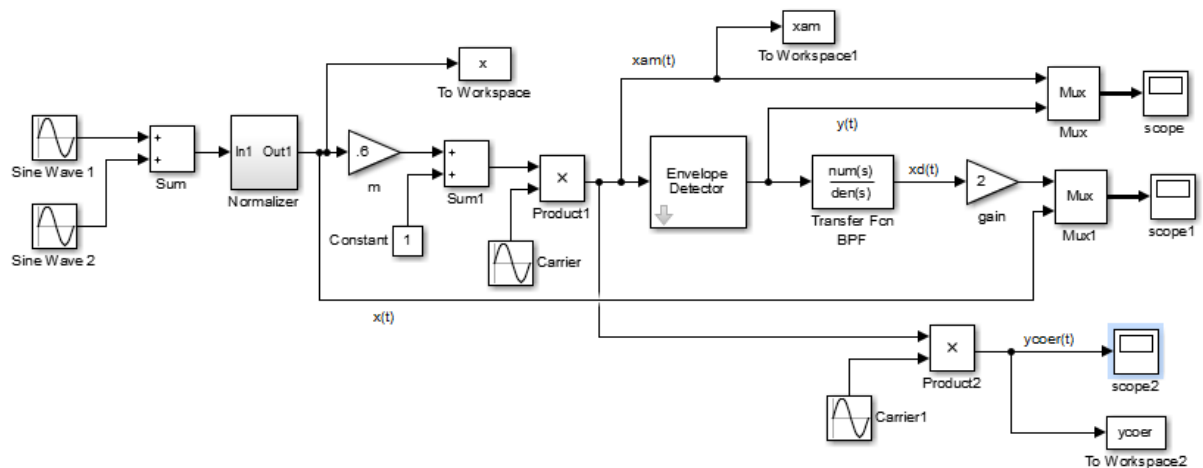 xam
To Workspace1
xam(t)
x
To Workspace
Mux
Mux
scope
y(t)
Sine Wave 1
+
+
Sum
In1 Out1
Normalizer
.6
m
+
+
Sum1
×
Product1
Envelope
Detector
num(s)
den(s)
Transfer Fcn
BPF
xd(t)
2
gain
Mux
Mux1
scope1
Sine Wave 2
Constant
1
Carrier
x(t)
×
Product2
ycoer(t)
scope2
Carrier1
ycoer
To Workspace2